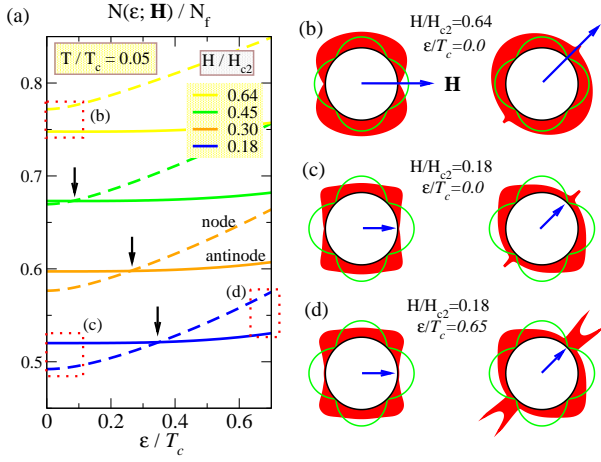 (a)
N(ε; H) / N_f
T / T_c = 0.05
H / H_c2
0.64
0.45
0.30
0.18
(b)
node
antinode
(c)
(d)
0.8
0.7
0.6
0.5
0
0.2
0.4
0.6
ε / T_c
(b)
H/H_c2=0.64
ε/T_c=0.0
H
(c)
H/H_c2=0.18
ε/T_c=0.0
(d)
H/H_c2=0.18
ε/T_c=0.65